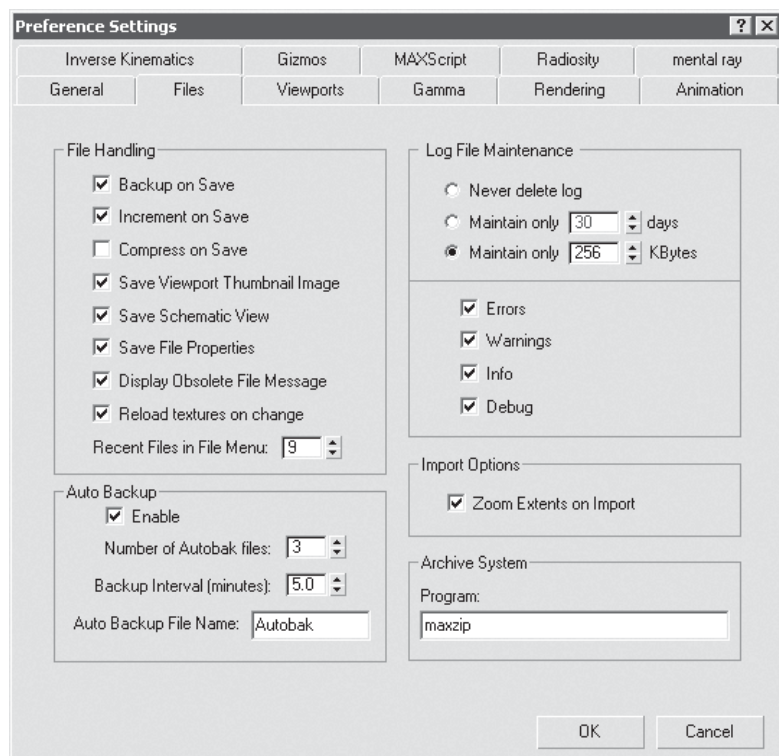 Preference Settings
Inverse Kinematics Gizmos MAXScript Radiosity mental ray
General Files Viewports Gamma Rendering Animation
File Handling
Backup on Save
Increment on Save
Compress on Save
Save Viewport Thumbnail Image
Save Schematic View
Save File Properties
Display Obsolete File Message
Reload textures on change
Recent Files in File Menu: 9
Auto Backup
Enable
Number of Autobak files: 3
Backup Interval (minutes): 5.0
Auto Backup File Name: Autobak
Log File Maintenance
Never delete log
Maintain only 30 days
Maintain only 256 KBytes
Errors
Warnings
Info
Debug
Import Options
Zoom Extents on Import
Archive System
Program:
maxzip
OK Cancel